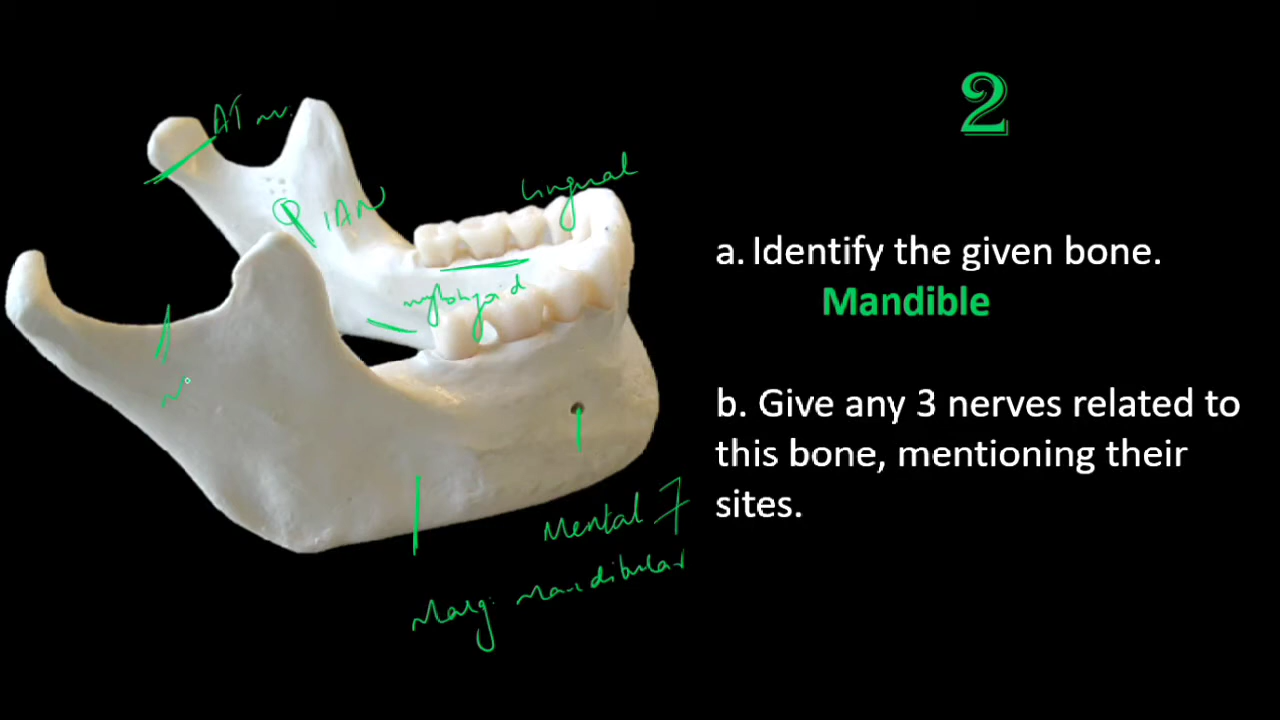 2
AT n.
lingual
IAN
a. Identify the given bone.
Mandible
mylohyoid
b. Give any 3 nerves related to
this bone, mentioning their
sites.
Mental
Marg. mandibular